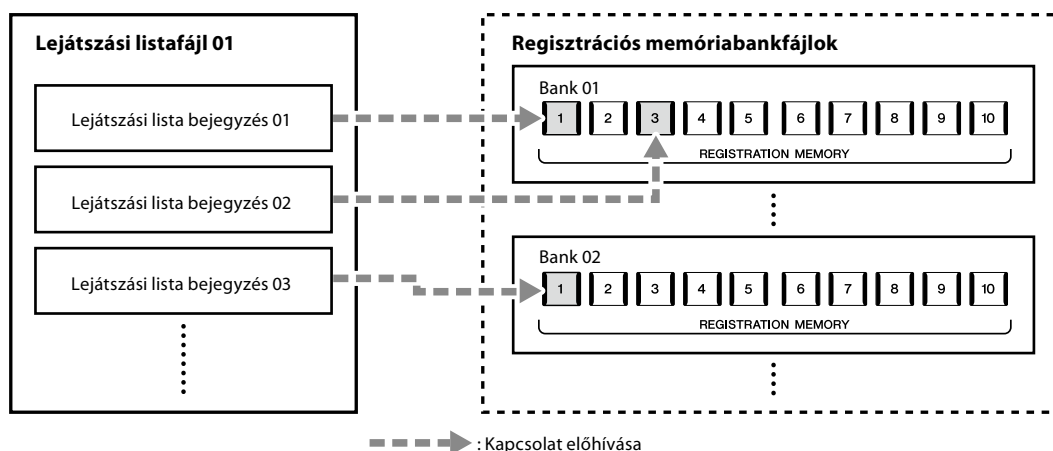 Lejátszási listafájl 01
Lejátszási lista bejegyzés 01
Lejátszási lista bejegyzés 02
Lejátszási lista bejegyzés 03
Regisztrációs memóriabankfájlok
Bank 01
1 2 3 4 5 6 7 8 9 10
REGISTRATION MEMORY
Bank 02
1 2 3 4 5 6 7 8 9 10
REGISTRATION MEMORY
: Kapcsolat előhívása